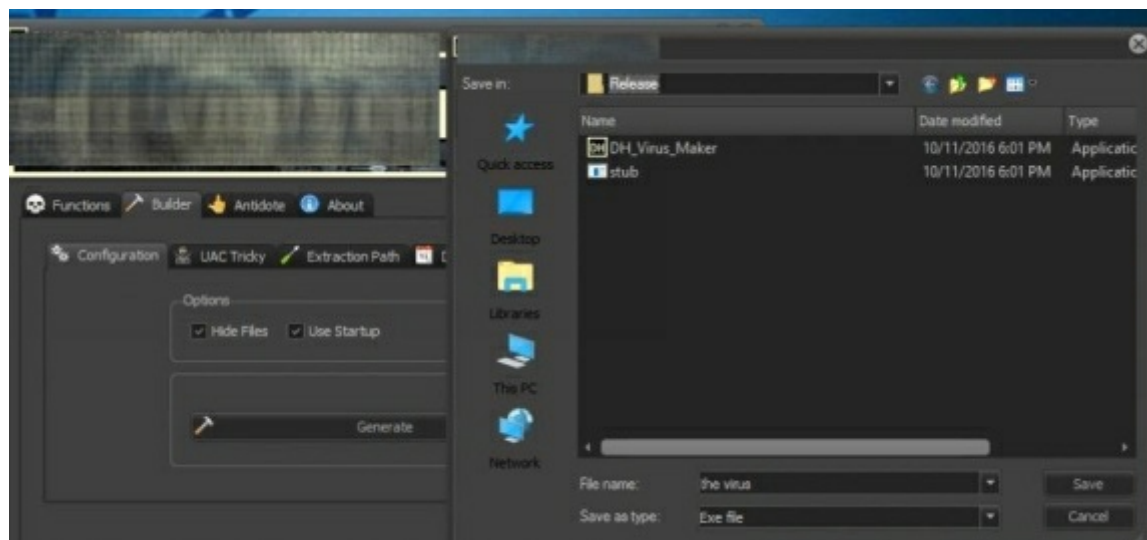 Save in:
Release
Name
Date modified
Type
Quick access
DH_Virus_Maker
10/11/2016 6:01 PM
Applicatic
stub
10/11/2016 6:01 PM
Applicatic
Desktop
Libraries
This PC
Network
File name:
the virus
Save
Save as type:
Exe file
Cancel
Functions
Builder
Antidote
About
Configuration
UAC Tricky
Extraction Path
Options
Hide Files
Use Startup
Generate